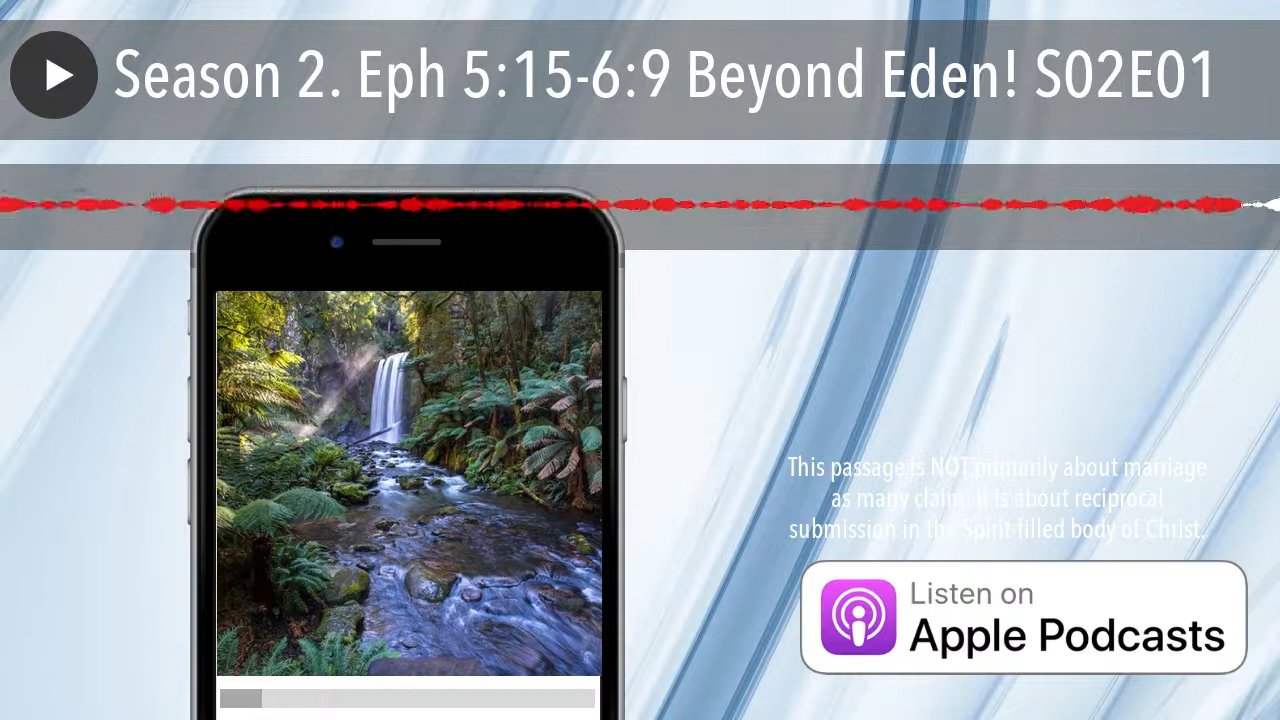 Season 2. Eph 5:15-6:9 Beyond Eden! S02E01
This passage is NOT primarily about marriage
as many claim. It is about reciprocal
submission in the Spirit-filled body of Christ.
Listen on
Apple Podcasts